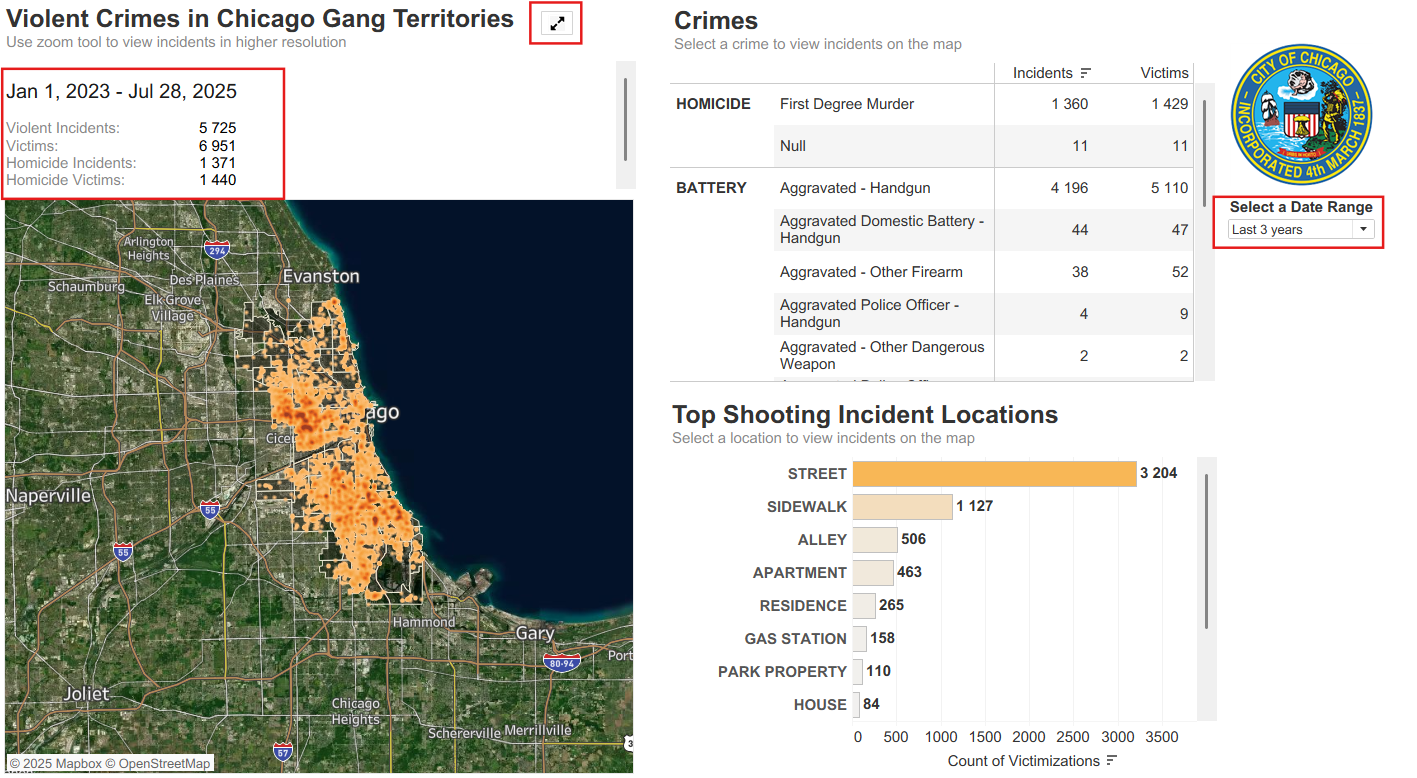 Violent Crimes in Chicago Gang Territories
Use zoom tool to view incidents in higher resolution
Jan 1, 2023 - Jul 28, 2025
Violent Incidents: 5 725
Victims: 6 951
Homicide Incidents: 1 371
Homicide Victims: 1 440
Arlington
Heights
294
Evanston
Schaumburg
Des Plaines
Elk Grove
Village
ago
Cicer
Naperville
55
55
Hammond
Gary
80-94
Port
Joliet
Chicago
Heights
Schererville
Merrillville
57
3
© 2025 Mapbox © OpenStreetMap
Crimes
Select a crime to view incidents on the map
Incidents Victims
HOMICIDE First Degree Murder 1 360 1 429
Null 11 11
BATTERY Aggravated - Handgun 4 196 5 110
Aggravated Domestic Battery -
Handgun 44 47
Aggravated - Other Firearm 38 52
Aggravated Police Officer -
Handgun 4 9
Aggravated - Other Dangerous
Weapon 2 2
CITY OF CHICAGO
INCORPORATED 4th MARCH 1837
Select a Date Range
Last 3 years
Top Shooting Incident Locations
Select a location to view incidents on the map
STREET 3 204
SIDEWALK 1 127
ALLEY 506
APARTMENT 463
RESIDENCE 265
GAS STATION 158
PARK PROPERTY 110
HOUSE 84
0 500 1000 1500 2000 2500 3000 3500
Count of Victimizations